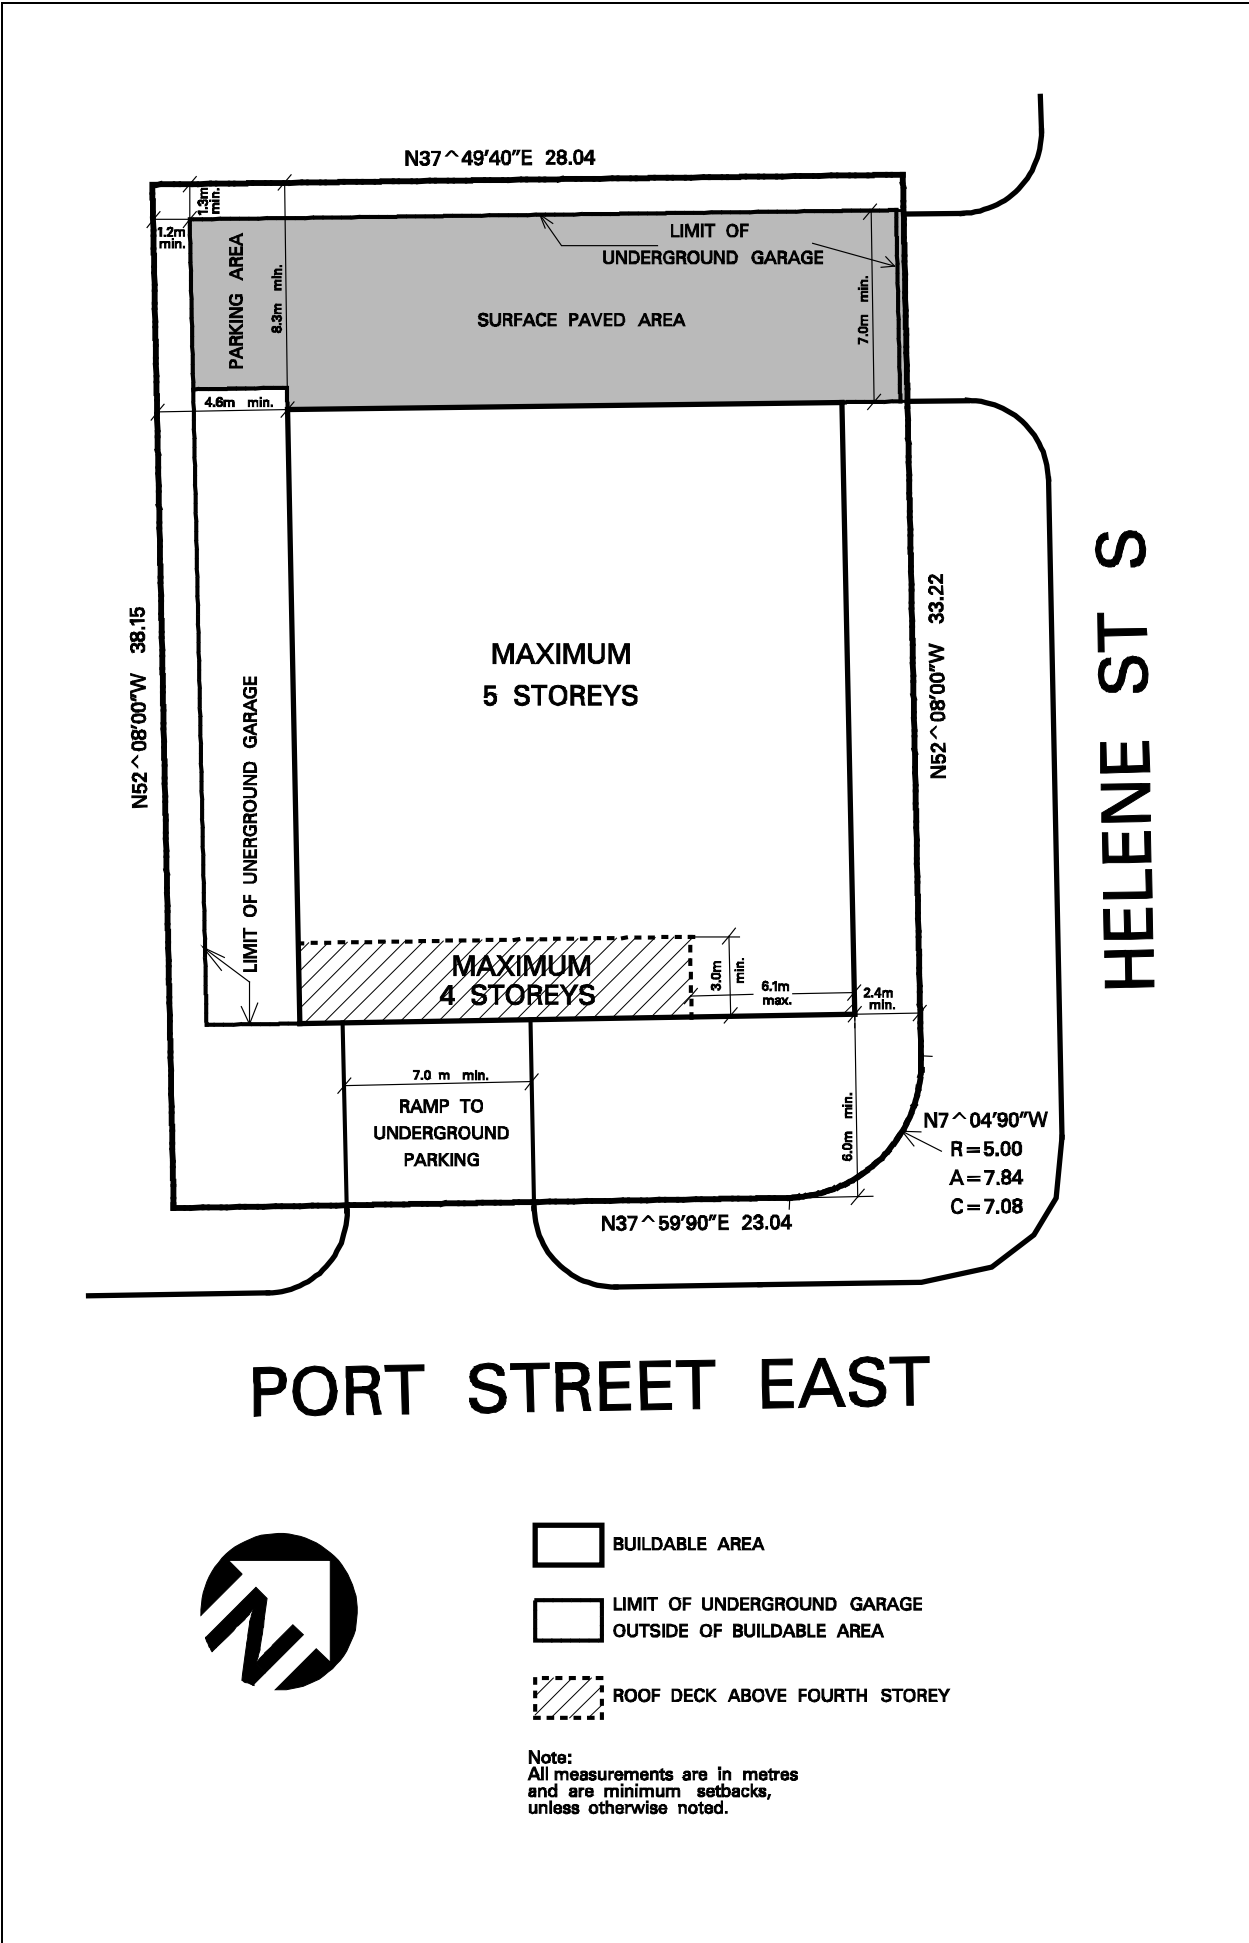 N37^49'40"E 28.04
1.3m
min.
1.2m
min.
PARKING AREA
8.3m min.
LIMIT OF
UNDERGROUND GARAGE
7.0m min.
SURFACE PAVED AREA
4.6m min.
N52^08'00"W 38.15
LIMIT OF UNERGROUND GARAGE
MAXIMUM
5 STOREYS
N52^08'00"W 33.22
HELENE ST S
MAXIMUM
4 STOREYS
3.0m
min.
6.1m
max.
2.4m
min.
7.0 m min.
RAMP TO
UNDERGROUND
PARKING
6.0m min.
N7^04'90"W
R=5.00
A=7.84
C=7.08
N37^59'90"E 23.04
PORT STREET EAST
N
BUILDABLE AREA
LIMIT OF UNDERGROUND GARAGE
OUTSIDE OF BUILDABLE AREA
ROOF DECK ABOVE FOURTH STOREY
Note:
All measurements are in metres
and are minimum setbacks,
unless otherwise noted.